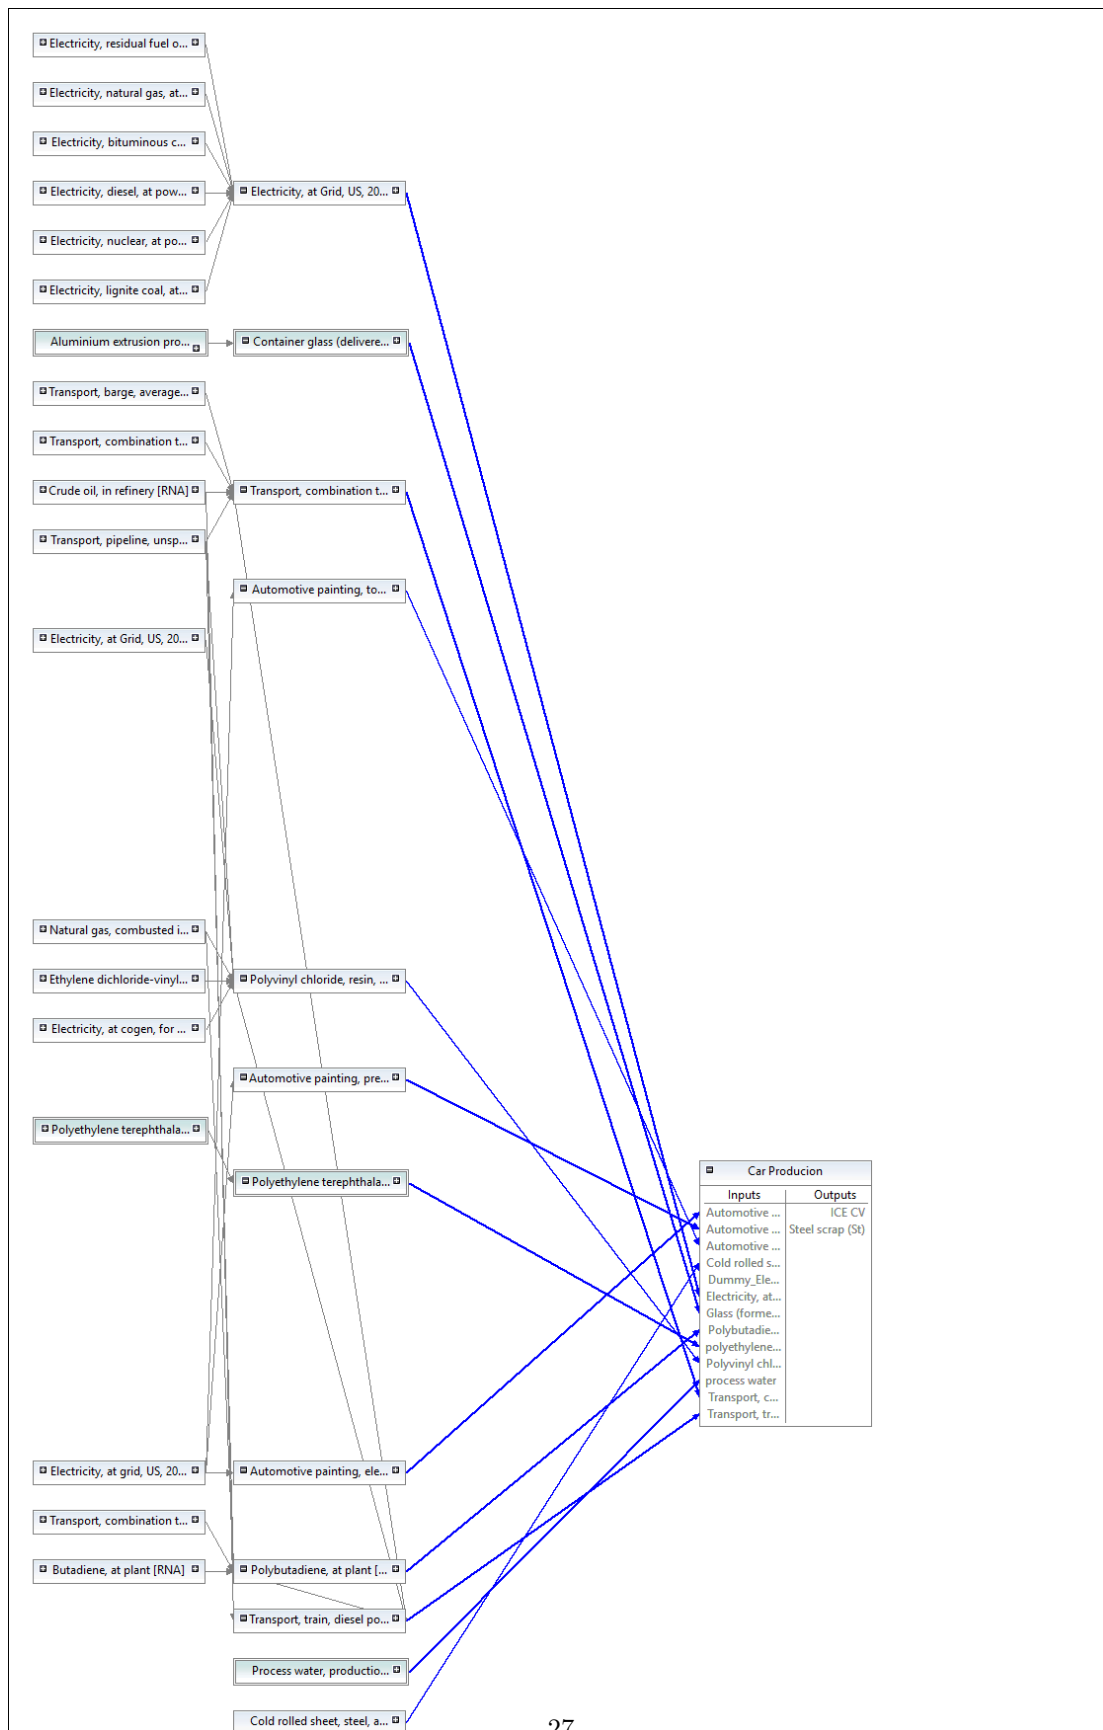 Electricity, residual fuel o...
Electricity, natural gas, at...
Electricity, bituminous c...
Electricity, diesel, at pow...
Electricity, at Grid, US, 20...
Electricity, nuclear, at po...
Electricity, lignite coal, at...
Aluminium extrusion pro...
Container glass (delivere...
Transport, barge, average...
Transport, combination t...
Crude oil, in refinery [RNA]
Transport, combination t...
Transport, pipeline, unsp...
Automotive painting, to...
Electricity, at Grid, US, 20...
Natural gas, combusted i...
Ethylene dichloride-vinyl...
Polyvinyl chloride, resin, ...
Electricity, at cogen, for ...
Automotive painting, pre...
Polyethylene terephthala...
Polyethylene terephthala...
Car Producion
Inputs
Outputs
Automotive ...
ICE CV
Automotive ...
Steel scrap (St)
Automotive ...
Cold rolled s...
Dummy_Ele...
Electricity, at...
Glass (forme...
Polybutadie...
polyethylene...
Polyvinyl chl...
process water
Transport, c...
Transport, tr...
Electricity, at grid, US, 20...
Automotive painting, ele...
Transport, combination t...
Butadiene, at plant [RNA]
Polybutadiene, at plant [...
Transport, train, diesel po...
Process water, productio...
Cold rolled sheet, steel, a...
27